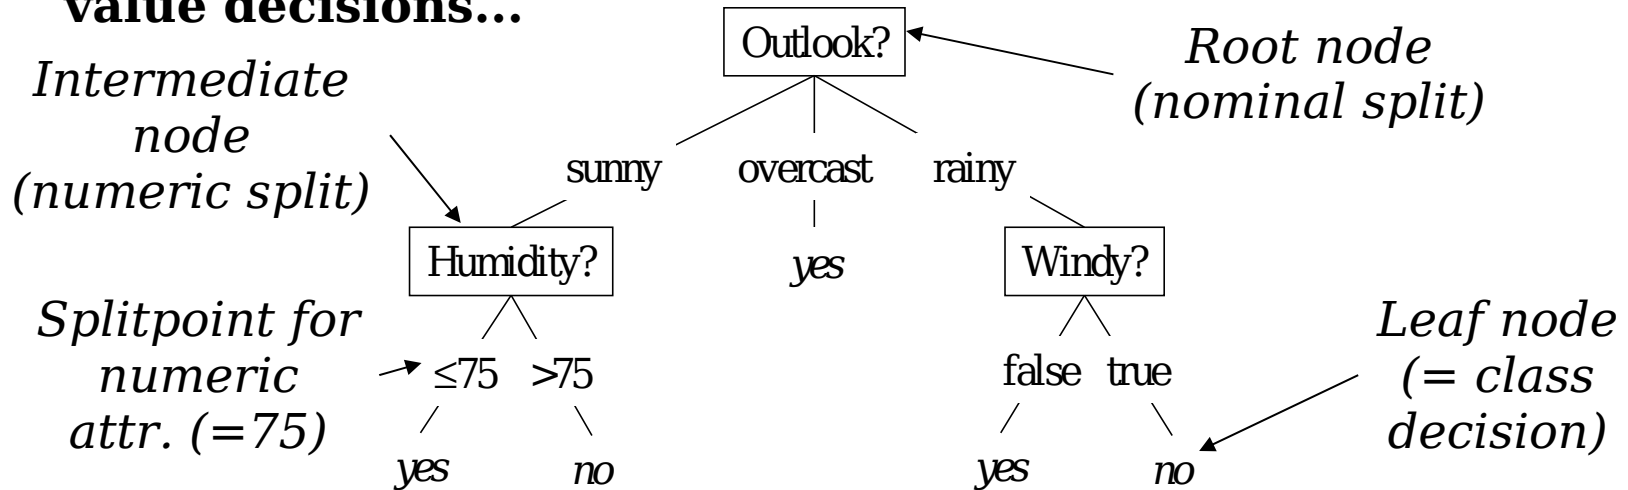 value decisions...
Outlook?
Root node
(nominal split)
Intermediate
node
(numeric split)
sunny overcast rainy
Humidity?
yes
Windy?
Splitpoint for
numeric
attr. (=75)
≤75 >75
false true
Leaf node
(= class
decision)
yes no
yes no